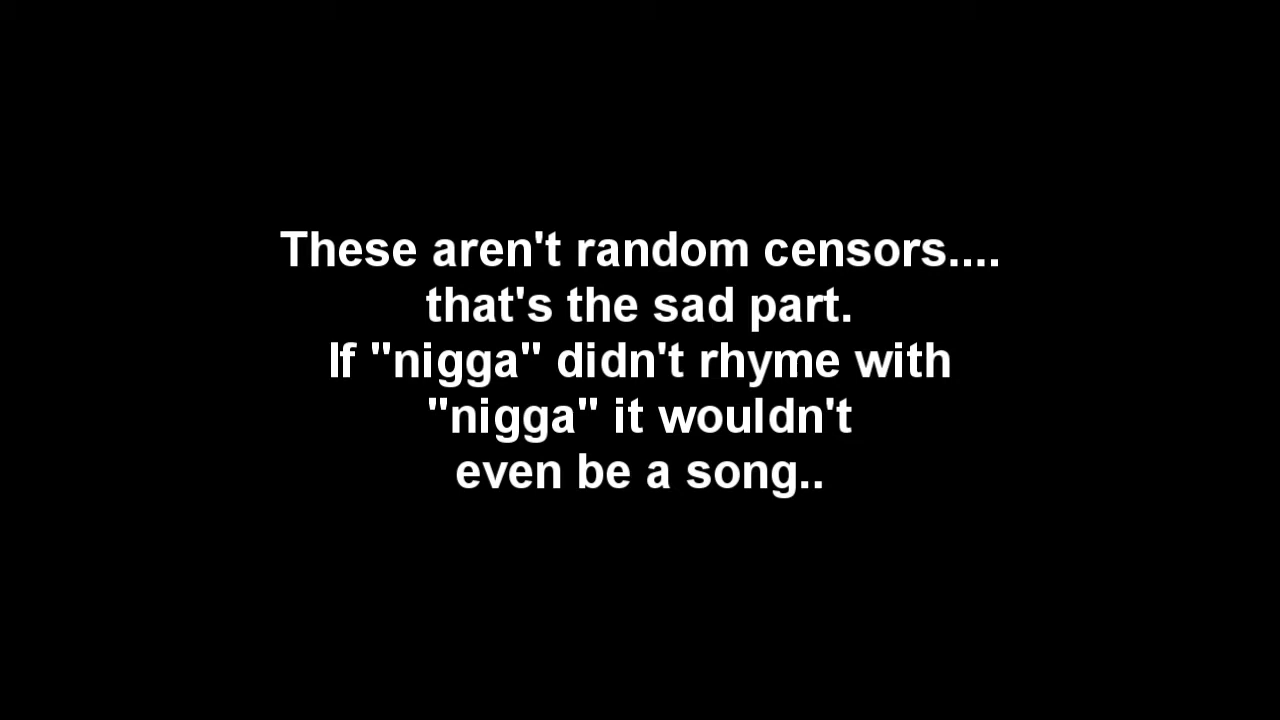 These aren't random censors....
that's the sad part.
If "nigga" didn't rhyme with
"nigga" it wouldn't
even be a song..